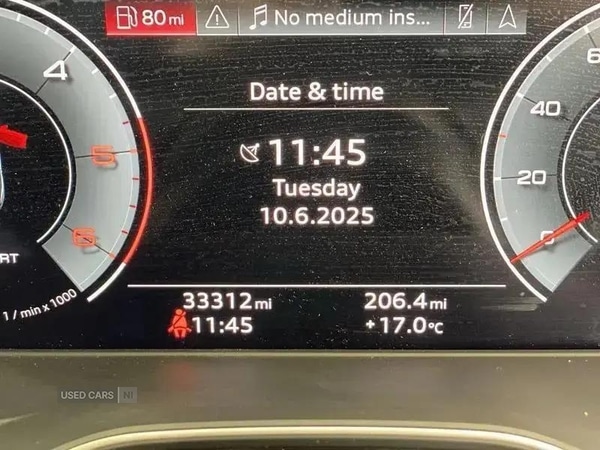 80 mi No medium ins...
Date & time
11:45
Tuesday
10.6.2025
4
5
6
RT
1 / min x 1000
6
40
20
0
33312 mi 206.4 mi
11:45 +17.0°C
USED CARS NI